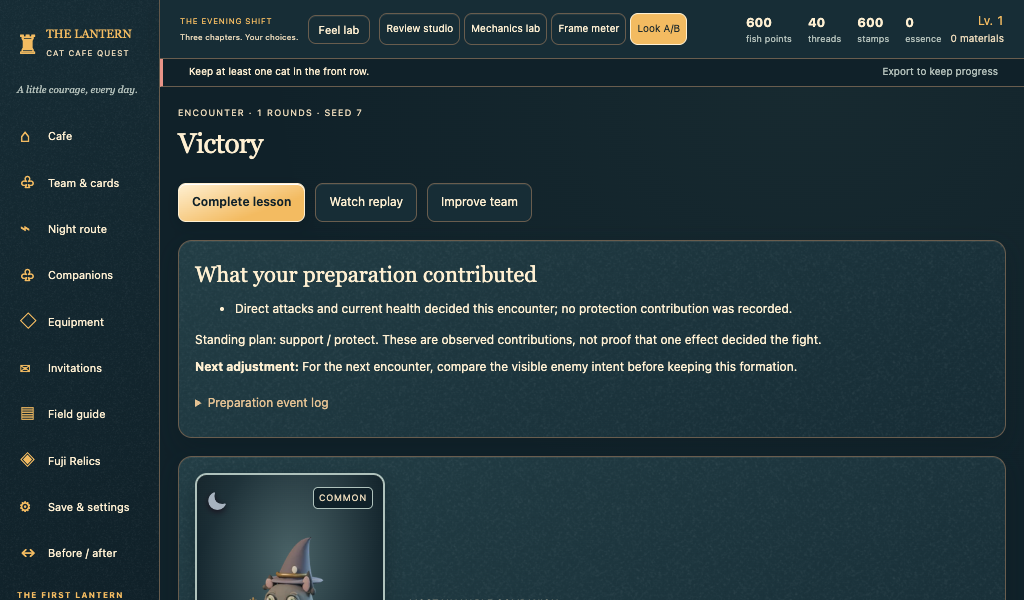 THE LANTERN
CAT CAFE QUEST
A little courage, every day.
Cafe
Team & cards
Night route
Companions
Equipment
Invitations
Field guide
Fuji Relics
Save & settings
Before / after
THE FIRST LANTERN
THE EVENING SHIFT
Three chapters. Your choices.
Feel lab
Review studio
Mechanics lab
Frame meter
Look A/B
600
fish points
40
threads
600
stamps
0
essence
Lv. 1
0 materials
Keep at least one cat in the front row.
Export to keep progress
ENCOUNTER · 1 ROUNDS · SEED 7
Victory
Complete lesson
Watch replay
Improve team
What your preparation contributed
• Direct attacks and current health decided this encounter; no protection contribution was recorded.
Standing plan: support / protect. These are observed contributions, not proof that one effect decided the fight.
Next adjustment: For the next encounter, compare the visible enemy intent before keeping this formation.
Preparation event log
COMMON